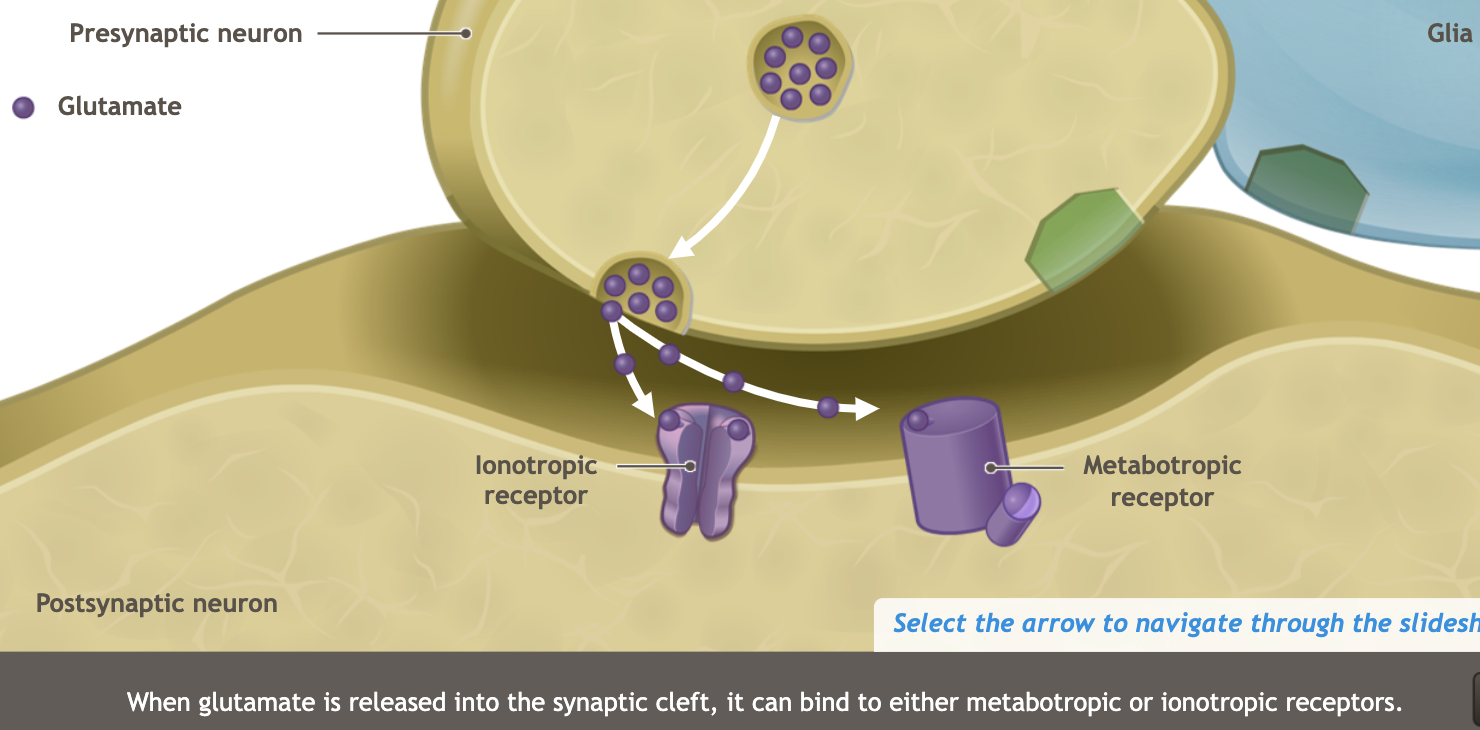 Presynaptic neuron
Glia
Glutamate
Ionotropic
receptor
Metabotropic
receptor
Postsynaptic neuron
Select the arrow to navigate through the slidesh
When glutamate is released into the synaptic cleft, it can bind to either metabotropic or ionotropic receptors.